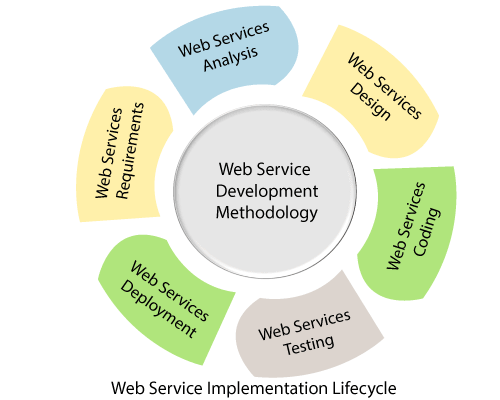 Web Services
Analysis
Web Services
Design
Web Services
Requirements
Web Service
Development
Methodology
Web Services
Coding
Web Services
Deployment
Web Services
Testing
Web Service Implementation Lifecycle